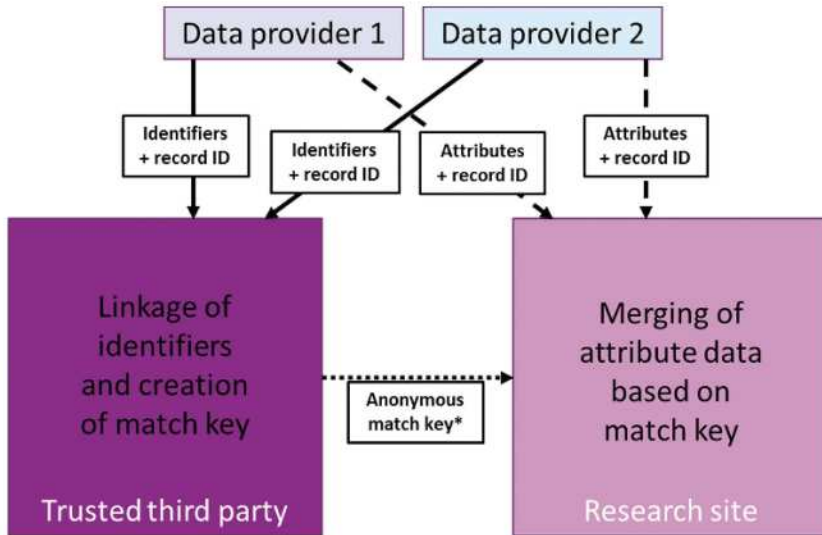 Data provider 1
Data provider 2
Identifiers
+ record ID
Identifiers
+ record ID
Attributes
+ record ID
Attributes
+ record ID
Linkage of
identifiers
and creation
of match key
Trusted third party
Anonymous
match key*
Merging of
attribute data
based on
match key
Research site